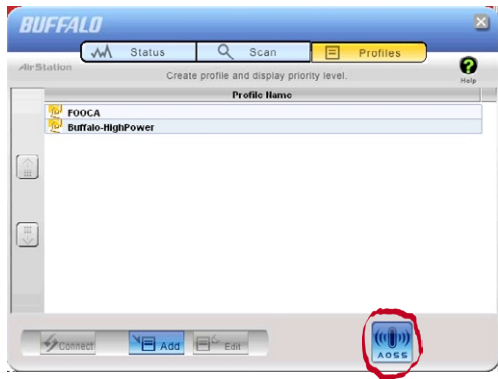 BUFFALO
Status
Scan
Profiles
AirStation
Create profile and display priority level.
Help
Profile Name
FOOCA
Buffalo-HighPower
Connect
Add
Edit
AOSS